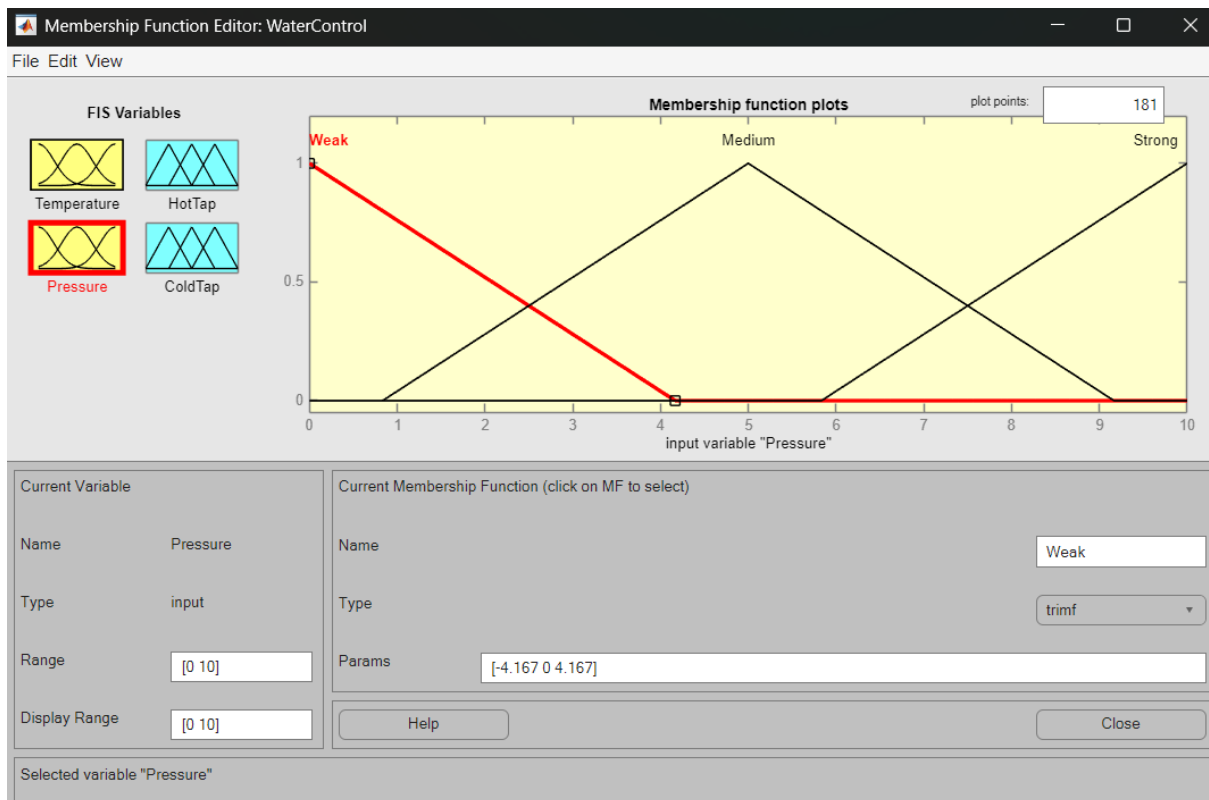 Membership Function Editor: WaterControl
File Edit View
FIS Variables
Temperature HotTap
Pressure ColdTap
Membership function plots
plot points: 181
Weak Medium Strong
1
0.5
0
0 1 2 3 4 5 6 7 8 9 10
input variable "Pressure"
Current Variable
Name Pressure
Type input
Range [0 10]
Display Range [0 10]
Current Membership Function (click on MF to select)
Name Weak
Type trimf
Params [-4.167 0 4.167]
Help Close
Selected variable "Pressure"